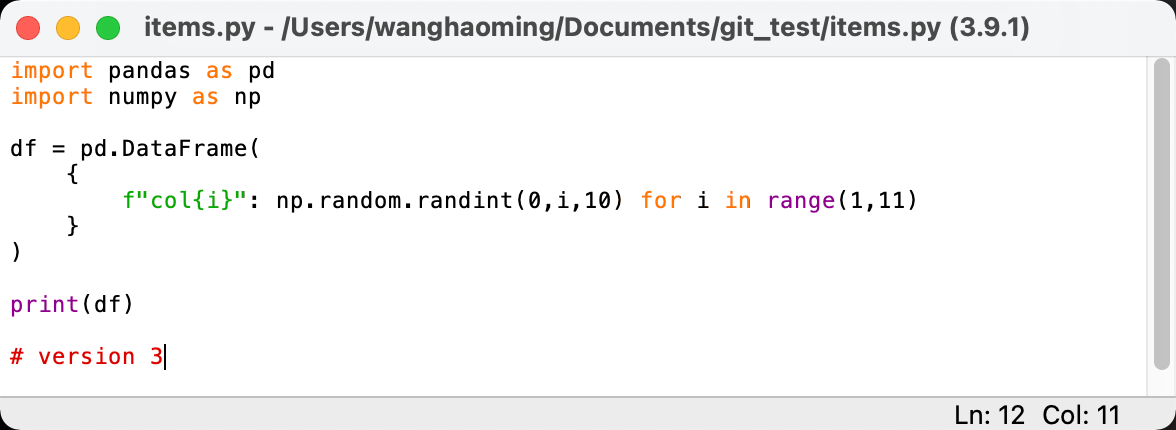 items.py - /Users/wanghaoming/Documents/git_test/items.py (3.9.1)
import pandas as pd
import numpy as np
df = pd.DataFrame(
    {
        f"col{i}": np.random.randint(0,i,10) for i in range(1,11)
    }
)
print(df)
# version 3
Ln: 12 Col: 11